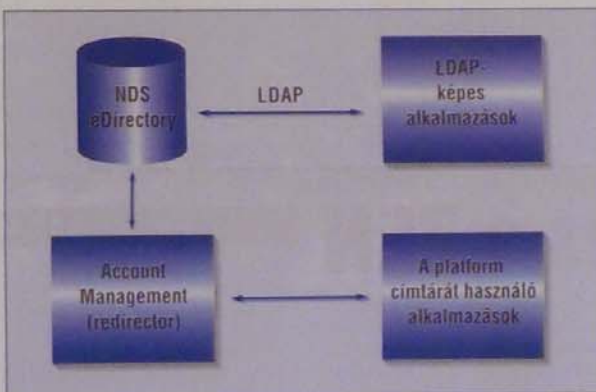 NDS
eDirectory
LDAP
LDAP-
képes
alkalmazások
Account
Management
(redirector)
A platform
címtárát használó
alkalmazások